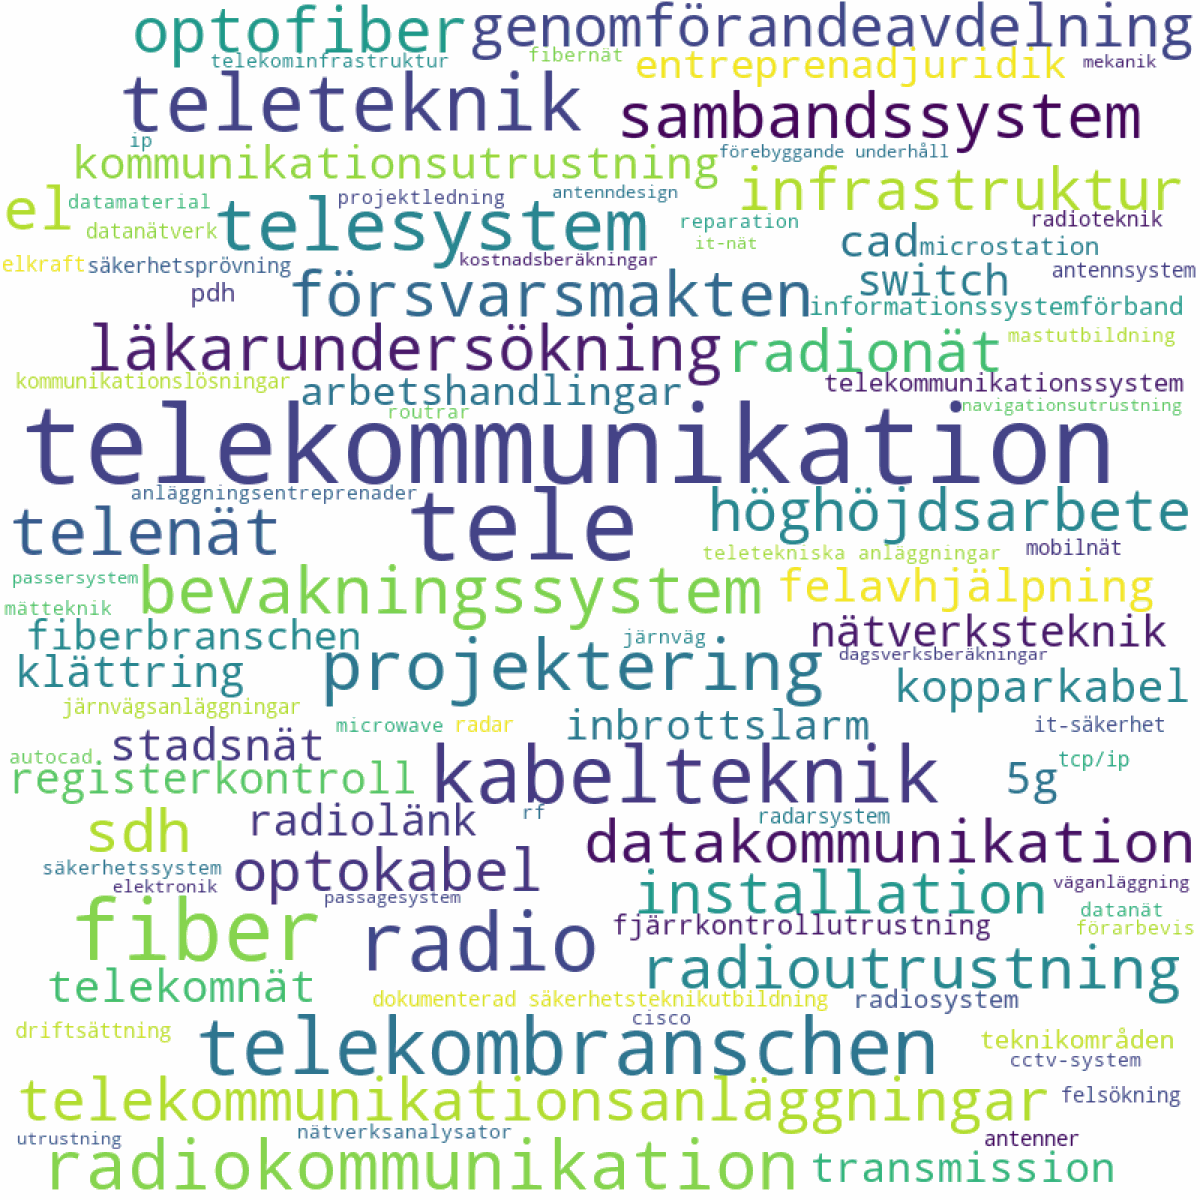 optofiber genomförandeavdelning
telekominfrastruktur fibernät entreprenadjuridik mekanik
teleteknik sambandssystem
ip
kommunikationsutrustning förebyggande underhåll
el datamaterial projektledning antenndesign infrastruktur
datanätverk telesystem reparation radioteknik
it-nät
elkraft säkerhetsprövning kostnadsberäkningar cad microstation
pdh försvarsmakten switch antennsystem
informationssystemförband
läkarundersökning radionät mastutbildning
kommunikationslösningar arbetshandlingar telekommunikationssystem
routrar navigationsutrustning
telekommunikation
anläggningsentreprenader
telenät tele höghöjdsarbete
teletekniska anläggningar mobilnät
passersystem bevakningssystem felavhjälpning
mätteknik
fiberbranschen järnväg nätverksteknik
klättring projektering dagsverksberäkningar
kopparkabel
järnvägsanläggningar
microwave radar inbrottslarm it-säkerhet
stadsnät
autocad kabelteknik tcp/ip
registerkontroll 5g
sdh radiolänk rf radarsystem
datakommunikation
säkerhetssystem optokabel
elektronik passagesystem installation väganläggning
fiber radio fjärrkontrollutrustning datanät
förarbevis
telekomnät radioutrustning
dokumenterad säkerhetsteknikutbildning radiosystem
driftsättning cisco teknikområden
telekombranschen cctv-system
telekommunikationsanläggningar felsökning
utrustning nätverksanalysator antenner
radiokommunikation transmission